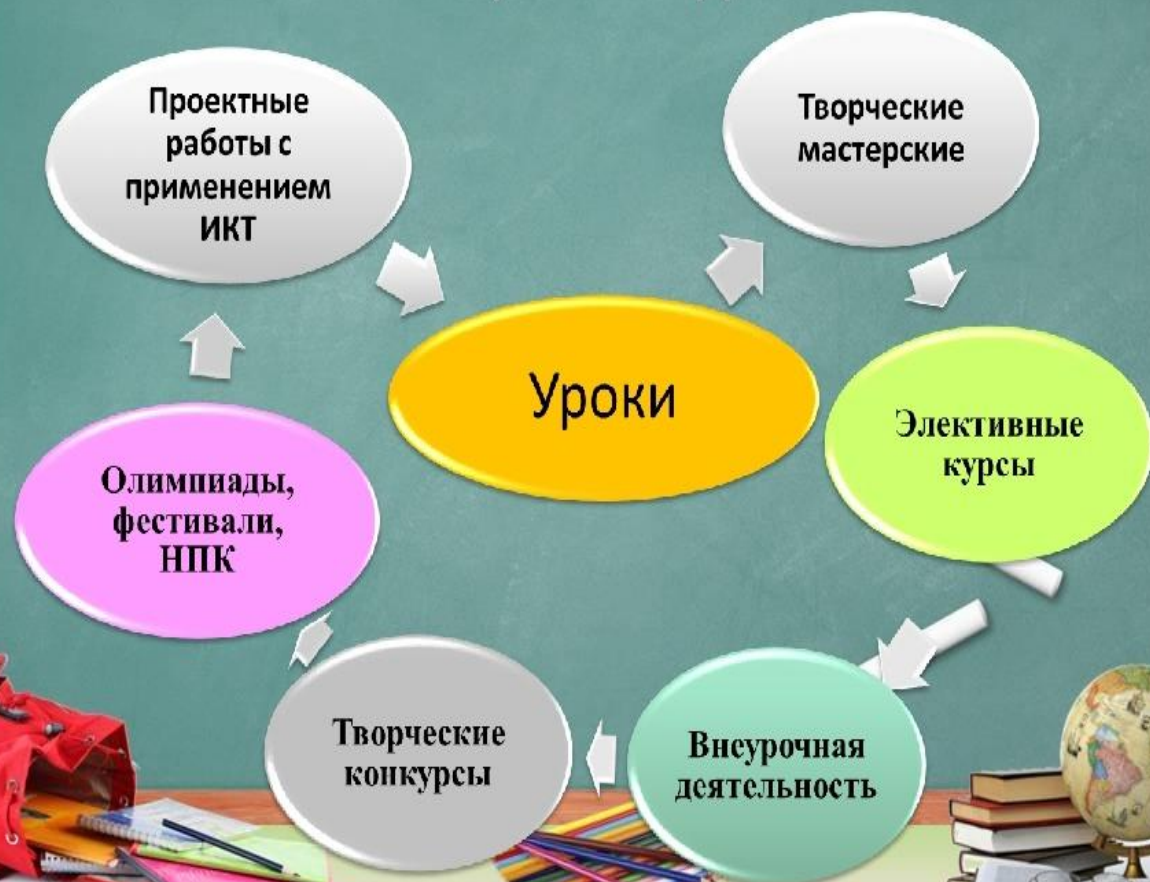 Проектные
работы с
применением
ИКТ
Творческие
мастерские
Уроки
Элективные
курсы
Олимпиады,
фестивали,
НПК
Творческие
конкурсы
Внеурочная
деятельность